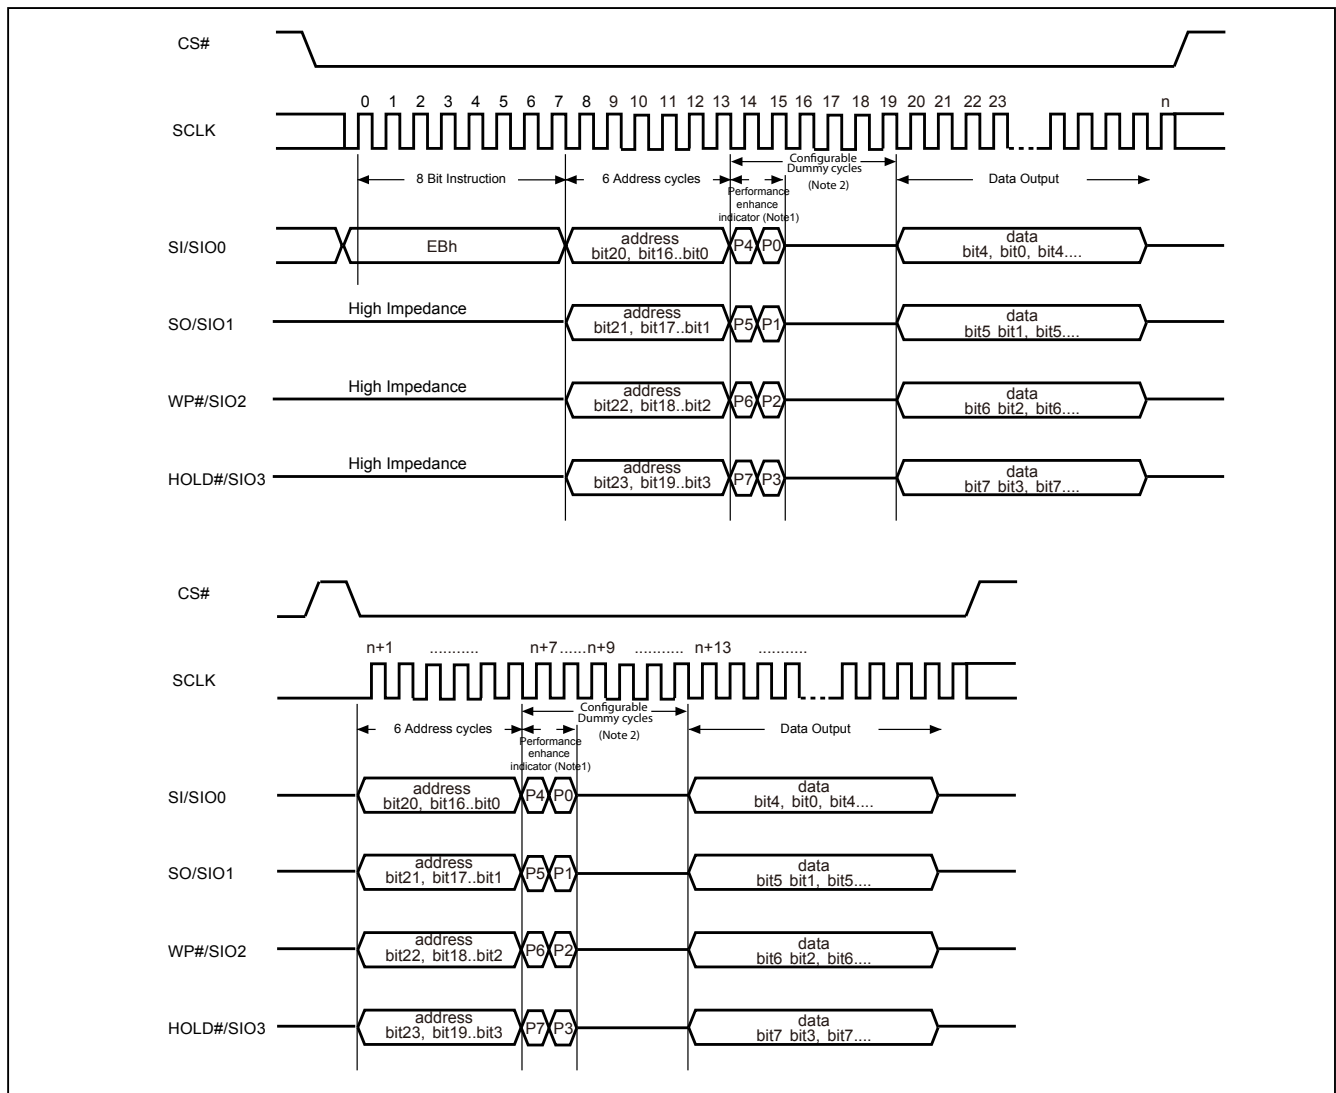 CS#
0 1 2 3 4 5 6 7 8 9 10 11 12 13 14 15 16 17 18 19 20 21 22 23 n
SCLK
Configurable
Dummy cycles
(Note 2)
8 Bit Instruction
6 Address cycles
Data Output
Performance
enhance
indicator (Note1)
SI/SIO0
EBh
address
bit20, bit16..bit0
P4 P0
data
bit4, bit0, bit4....
High Impedance
SO/SIO1
address
bit21, bit17..bit1
P5 P1
data
bit5 bit1, bit5....
High Impedance
WP#/SIO2
address
bit22, bit18..bit2
P6 P2
data
bit6 bit2, bit6....
High Impedance
HOLD#/SIO3
address
bit23, bit19..bit3
P7 P3
data
bit7 bit3, bit7....
CS#
n+1 ........... n+7......n+9 ........... n+13 ...........
SCLK
Configurable
Dummy cycles
(Note 2)
6 Address cycles
Data Output
Performance
enhance
indicator (Note1)
SI/SIO0
address
bit20, bit16..bit0
P4 P0
data
bit4, bit0, bit4....
SO/SIO1
address
bit21, bit17..bit1
P5 P1
data
bit5 bit1, bit5....
WP#/SIO2
address
bit22, bit18..bit2
P6 P2
data
bit6 bit2, bit6....
HOLD#/SIO3
address
bit23, bit19..bit3
P7 P3
data
bit7 bit3, bit7....